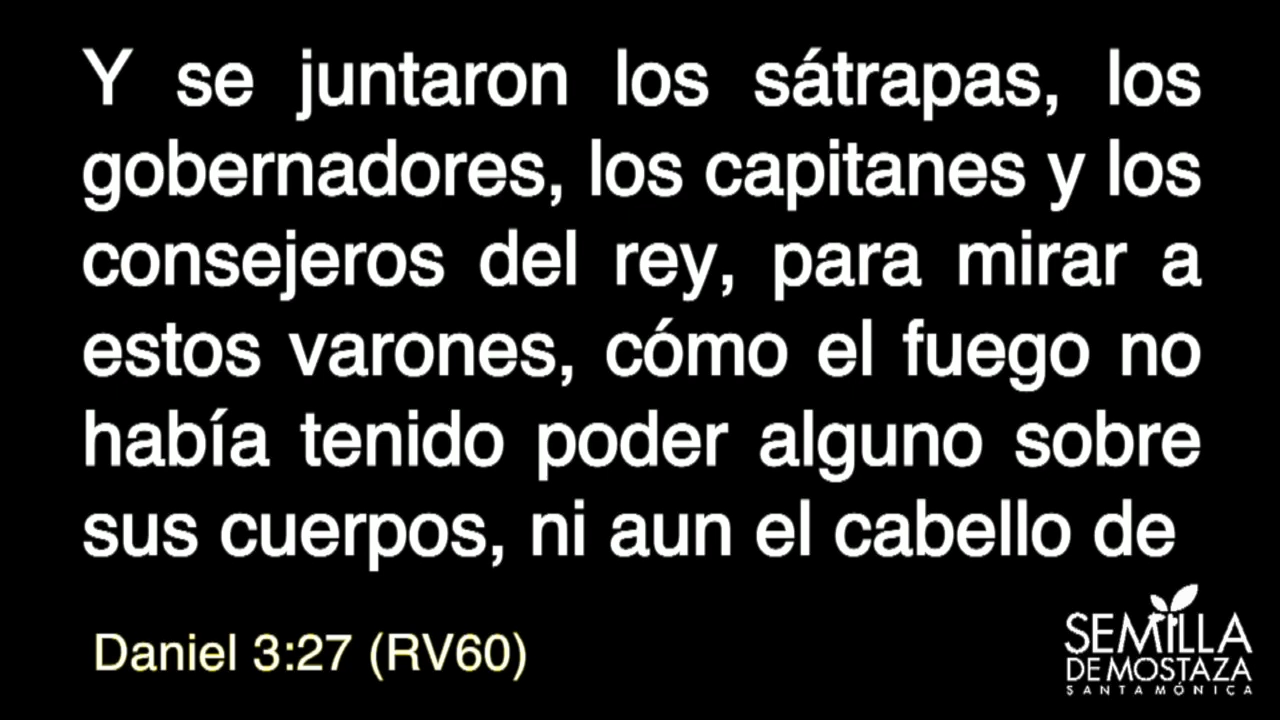 Y se juntaron los sátrapas, los
gobernadores, los capitanes y los
consejeros del rey, para mirar a
estos varones, cómo el fuego no
había tenido poder alguno sobre
sus cuerpos, ni aun el cabello de
Daniel 3:27 (RV60)
SEMILLA
DE MOSTAZA
SANTA MÓNICA